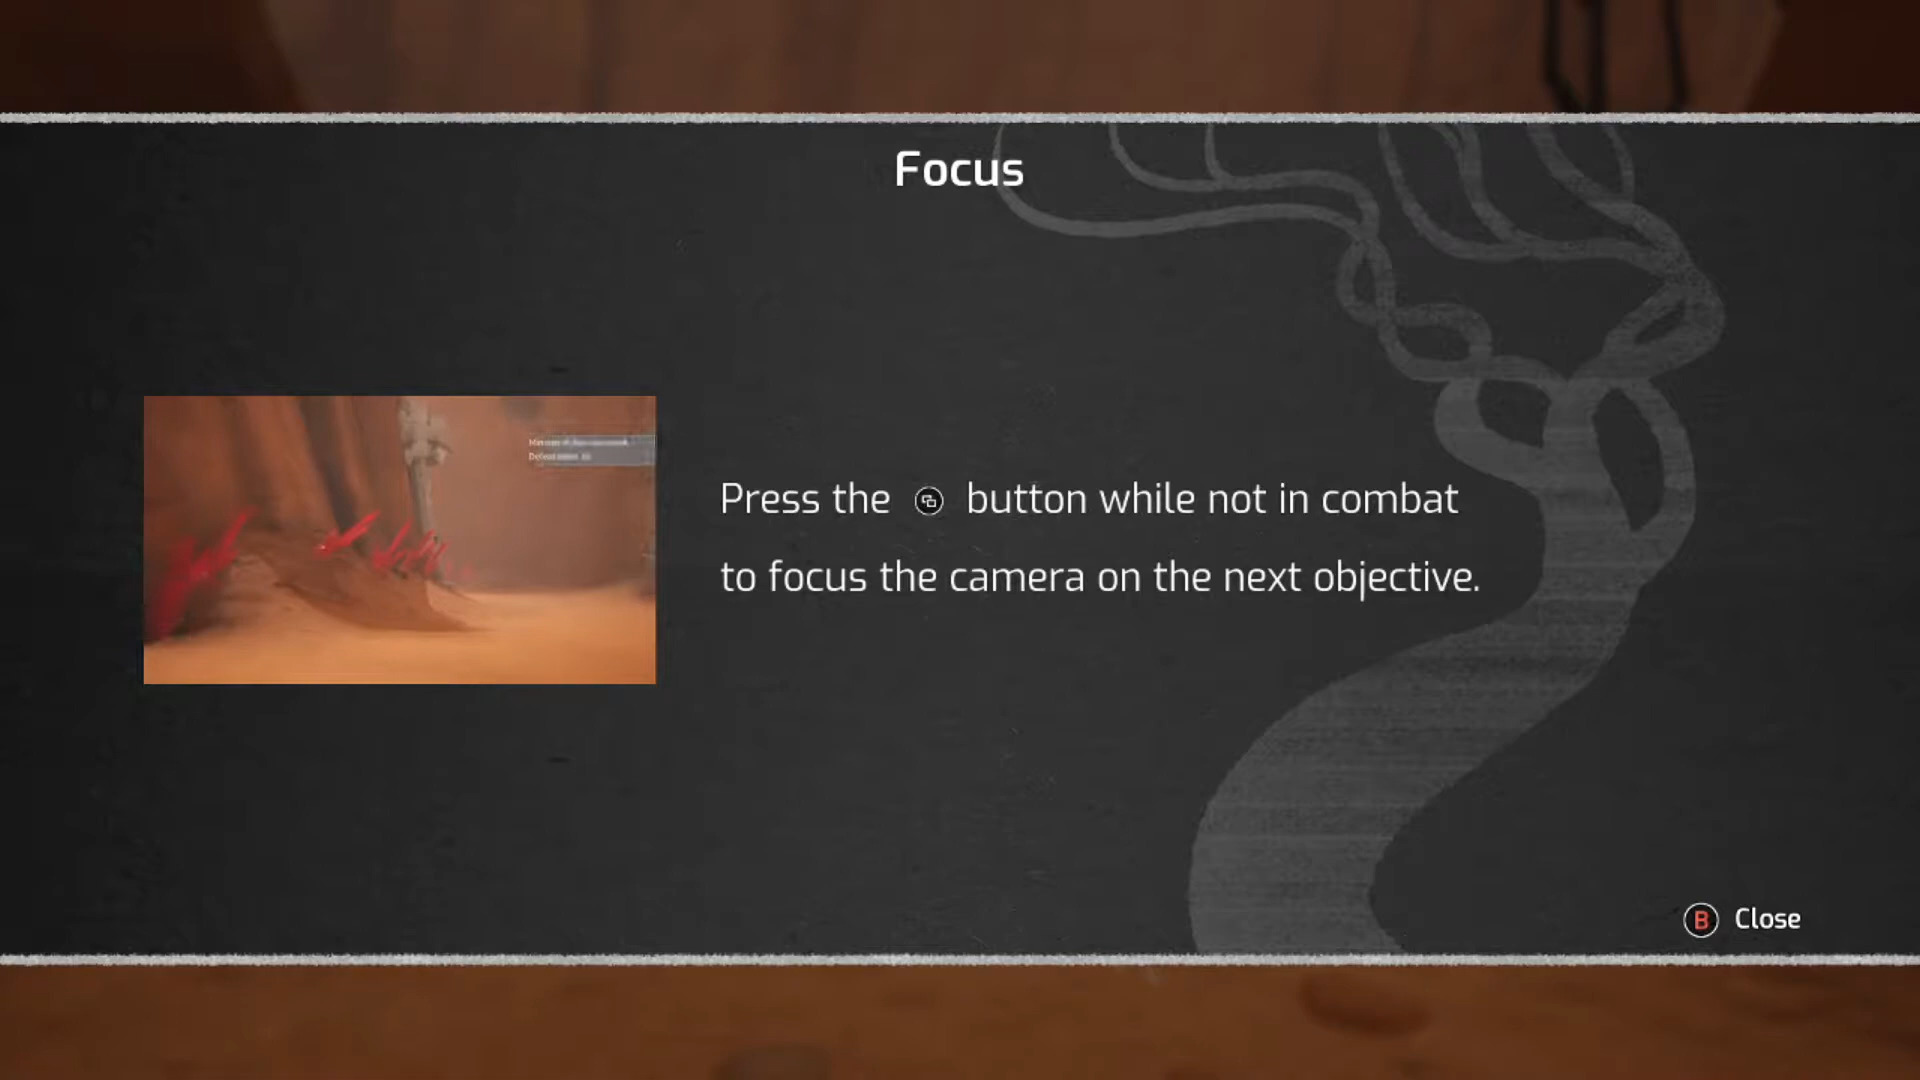 Focus
Press the button while not in combat
to focus the camera on the next objective.
B Close